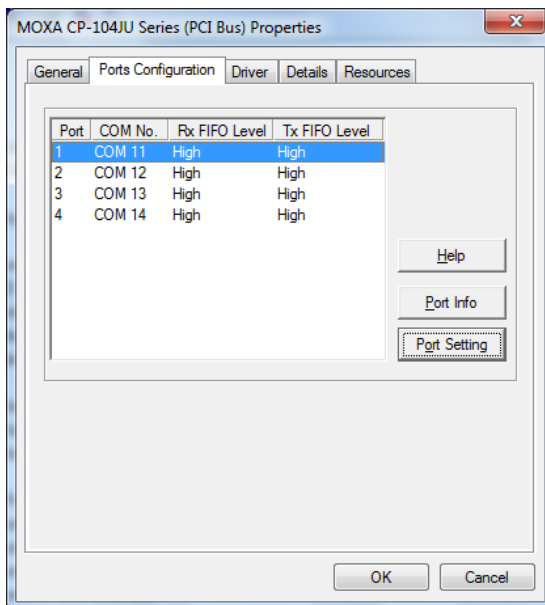 MOXA CP-104JU Series (PCI Bus) Properties
General Ports Configuration Driver Details Resources
Port COM No. Rx FIFO Level Tx FIFO Level
1 COM 11 High High
2 COM 12 High High
3 COM 13 High High
4 COM 14 High High
Help
Port Info
Port Setting
OK Cancel